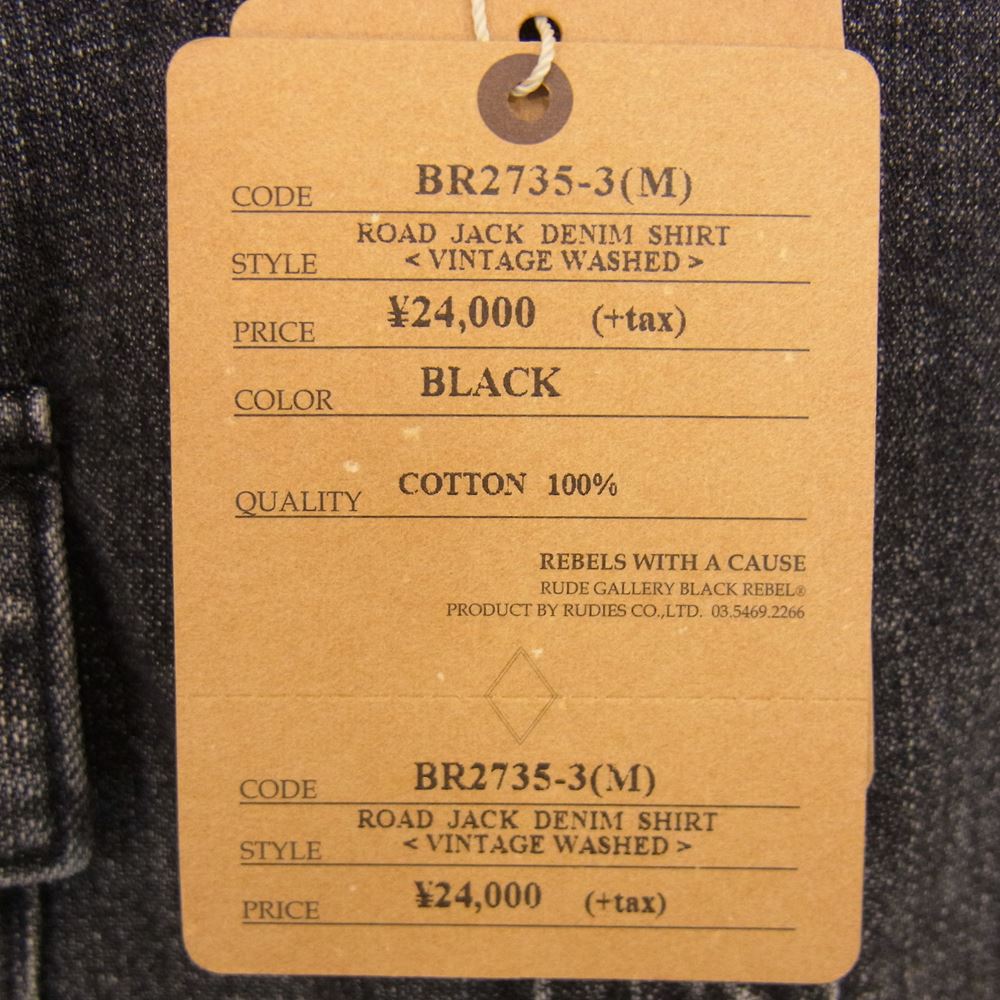 CODE BR2735-3(M)
ROAD JACK DENIM SHIRT
STYLE < VINTAGE WASHED >
PRICE ¥24,000 (+tax)
COLOR BLACK
QUALITY COTTON 100%
REBELS WITH A CAUSE
RUDE GALLERY BLACK REBEL®
PRODUCT BY RUDIES CO.,LTD. 03.5469.2266
CODE BR2735-3(M)
ROAD JACK DENIM SHIRT
STYLE < VINTAGE WASHED >
PRICE ¥24,000 (+tax)